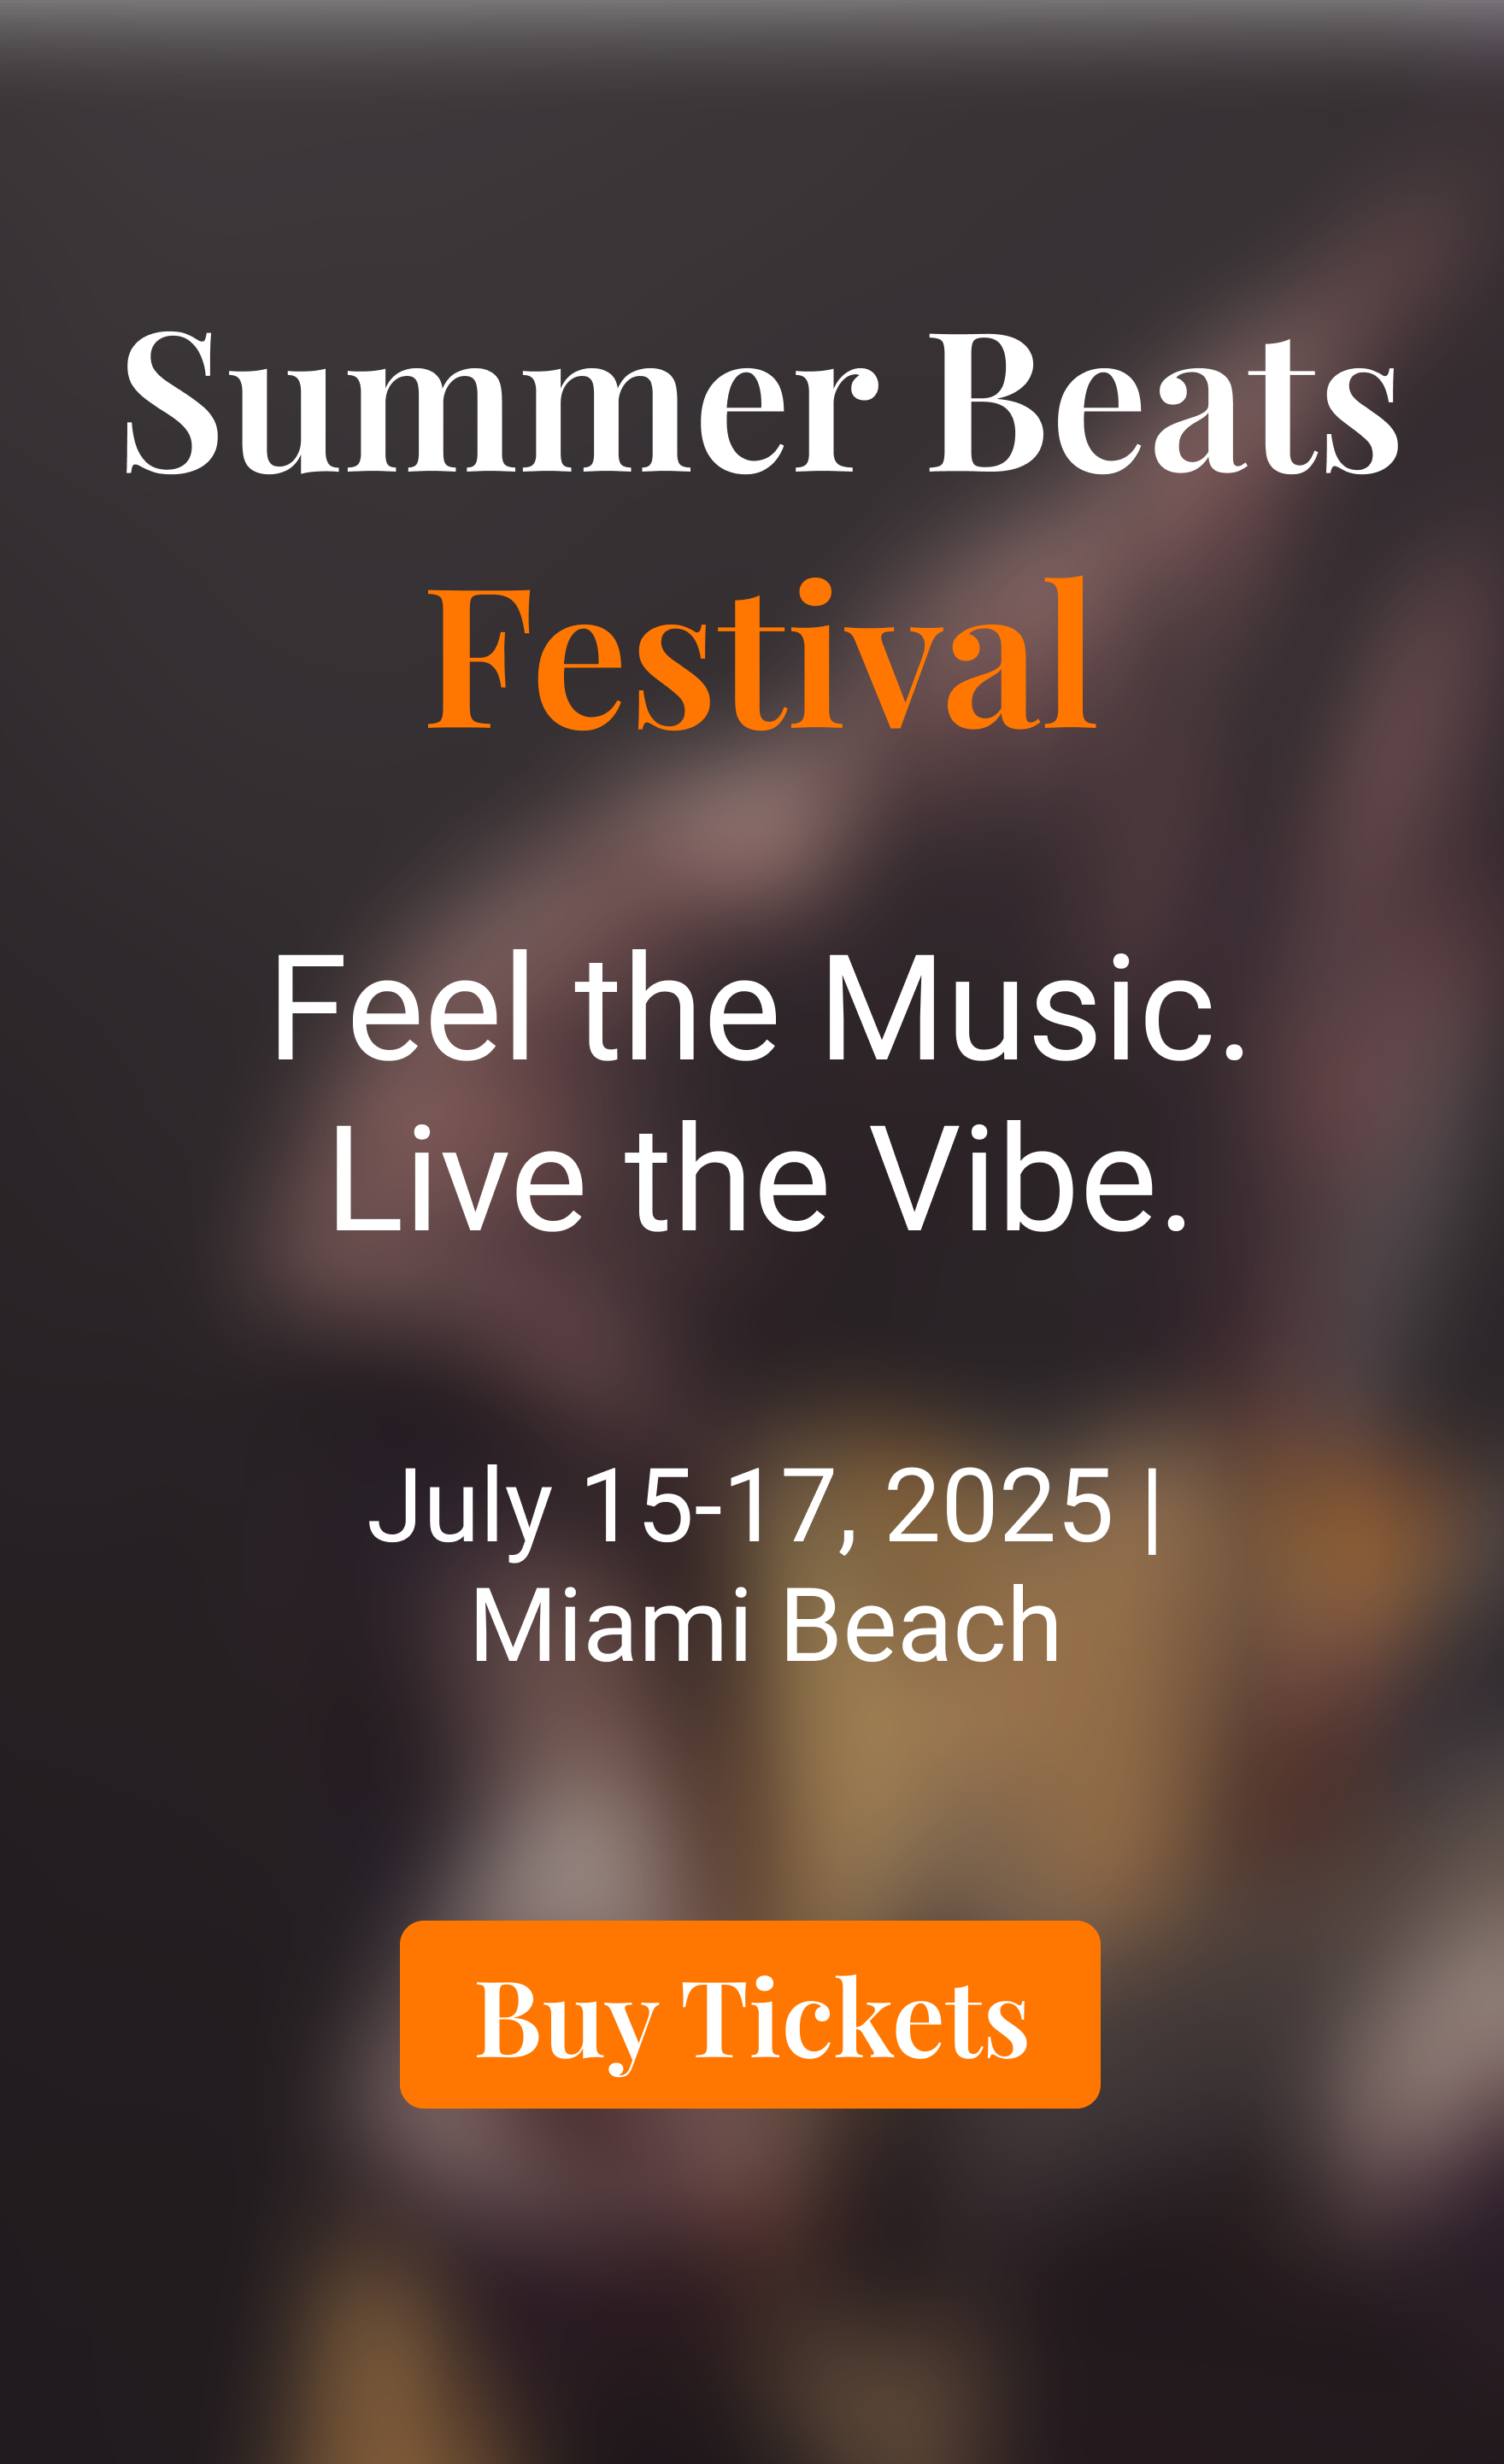 Summer Beats
Festival
Feel the Music.
Live the Vibe.
July 15-17, 2025 |
Miami Beach
Buy Tickets